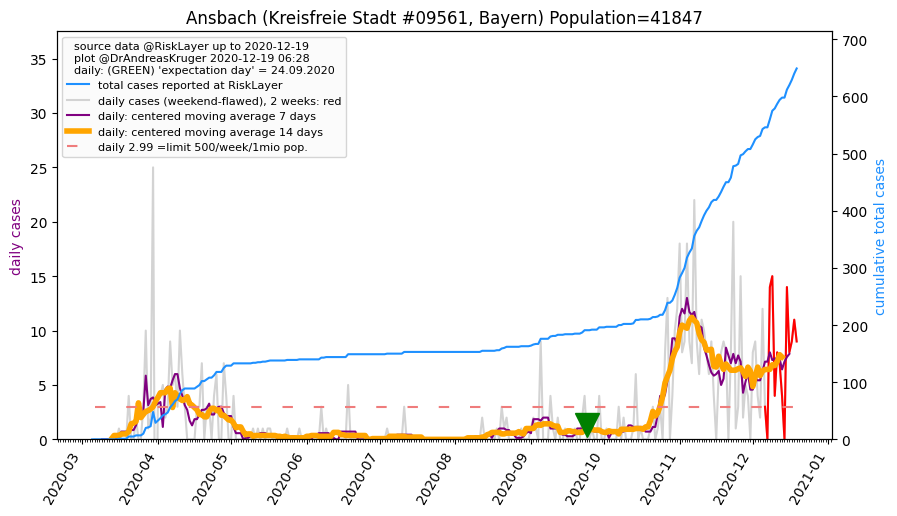 Ansbach (Kreisfreie Stadt #09561, Bayern) Population=41847
source data @RiskLayer up to 2020-12-19
plot @DrAndreasKruger 2020-12-19 06:28
daily: (GREEN) 'expectation day' = 24.09.2020
total cases reported at RiskLayer
daily cases (weekend-flawed), 2 weeks: red
daily: centered moving average 7 days
daily: centered moving average 14 days
daily 2.99 =limit 500/week/1mio pop.
daily cases
35
30
25
20
15
10
5
0
cumulative total cases
700
600
500
400
300
200
100
0
2020-03
2020-04
2020-05
2020-06
2020-07
2020-08
2020-09
2020-10
2020-11
2020-12
2021-01